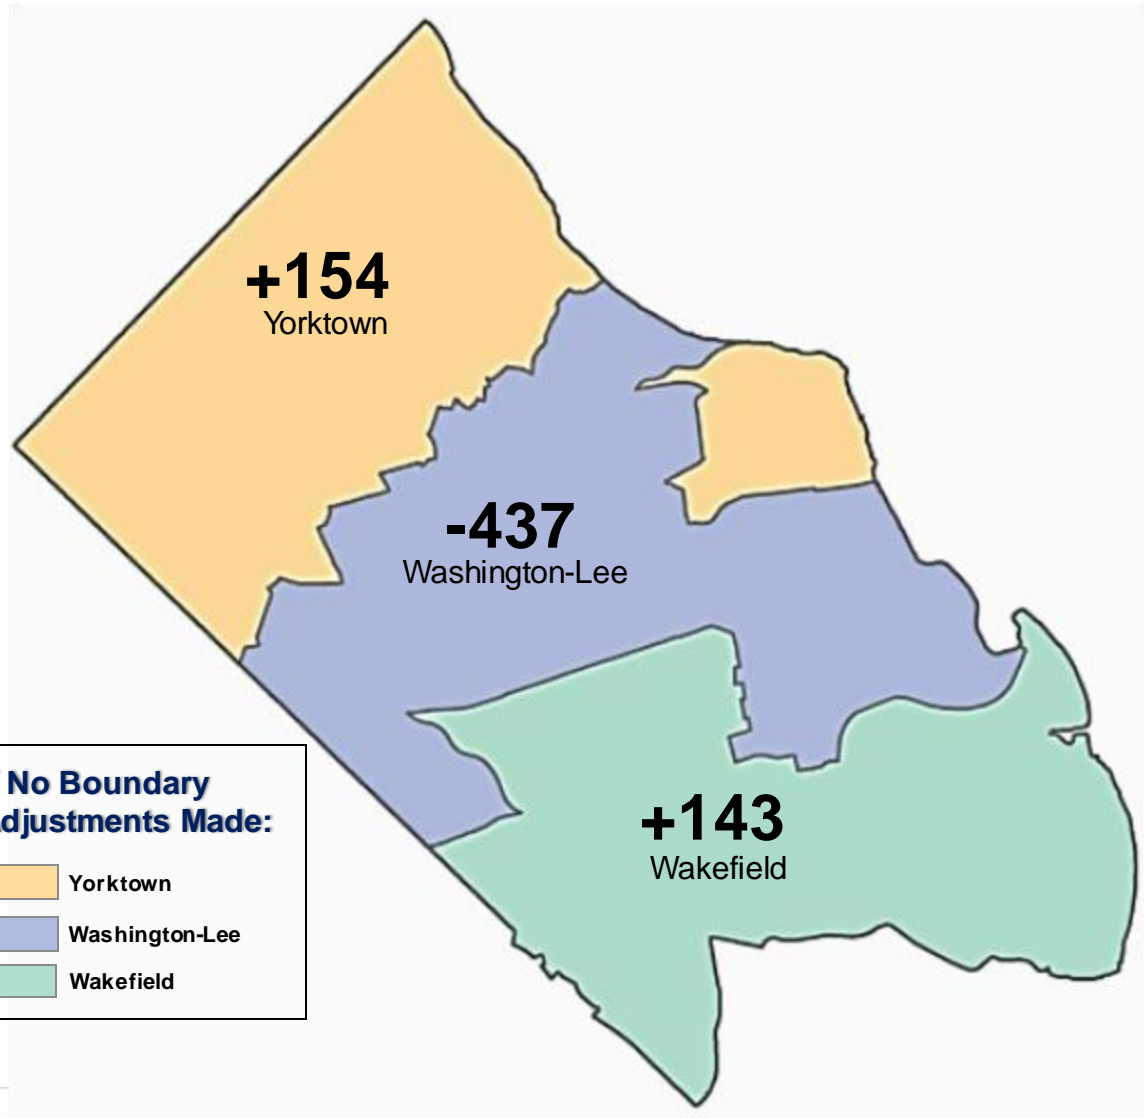 +154
Yorktown
-437
Washington-Lee
+143
Wakefield
No Boundary
djustments Made:
Yorktown
Washington-Lee
Wakefield